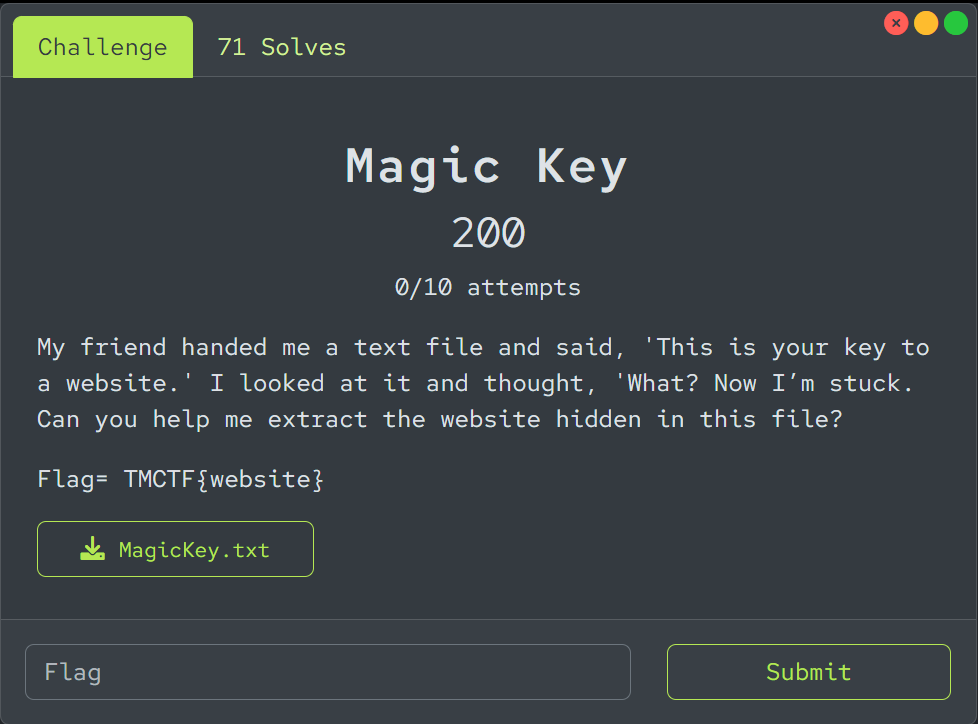 Challenge
71 Solves
Magic Key
200
0/10 attempts
My friend handed me a text file and said, 'This is your key to
a website.' I looked at it and thought, 'What? Now I’m stuck.
Can you help me extract the website hidden in this file?
Flag= TMCTF{website}
MagicKey.txt
Flag
Submit